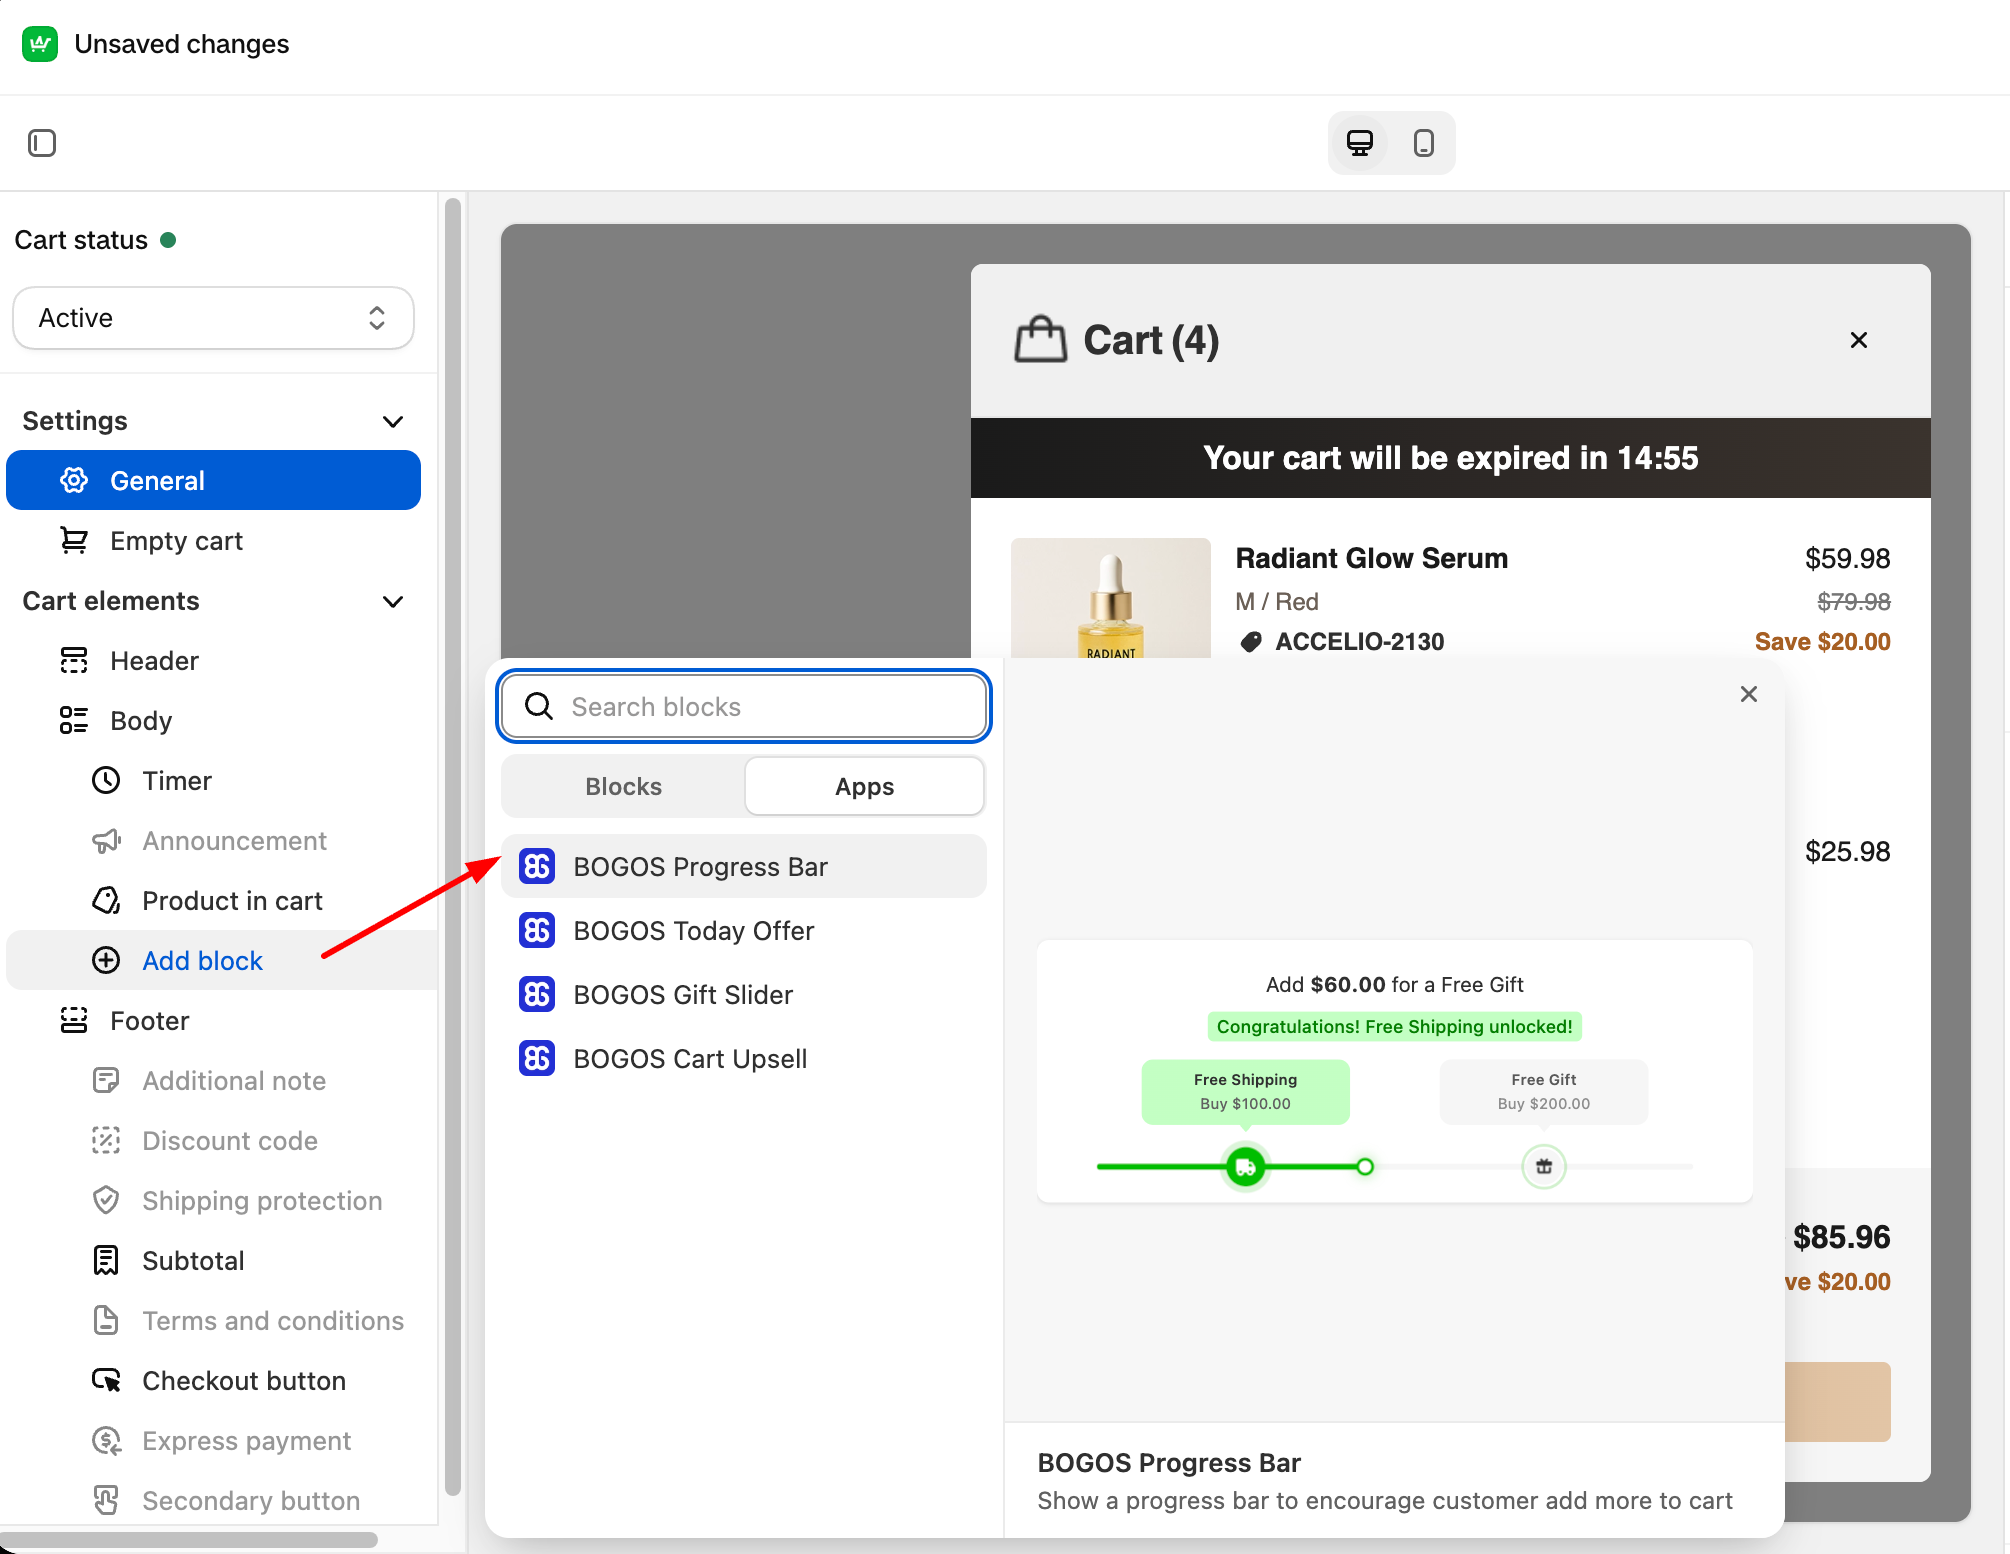 Unsaved changes
Cart status
Active
Settings
General
Empty cart
Cart elements
Header
Body
Timer
Announcement
Product in cart
Add block
Footer
Additional note
Discount code
Shipping protection
Subtotal
Terms and conditions
Checkout button
Express payment
Secondary button
Cart (4)
Your cart will be expired in 14:55
RADIANT
Radiant Glow Serum
$59.98
M / Red
$79.98
ACCELIO-2130
Save $20.00
$25.98
$85.96
ve $20.00
Search blocks
Blocks
Apps
BOGOS Progress Bar
BOGOS Today Offer
BOGOS Gift Slider
BOGOS Cart Upsell
Add $60.00 for a Free Gift
Congratulations! Free Shipping unlocked!
Free Shipping
Buy $100.00
Free Gift
Buy $200.00
BOGOS Progress Bar
Show a progress bar to encourage customer add more to cart